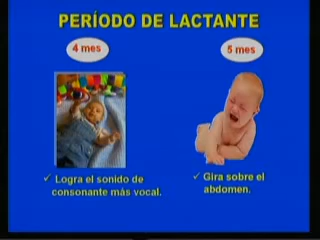 PERÍODO DE LACTANTE
4 mes
5 mes
✓ Logra el sonido de
consonante más vocal.
✓ Gira sobre el
abdomen.